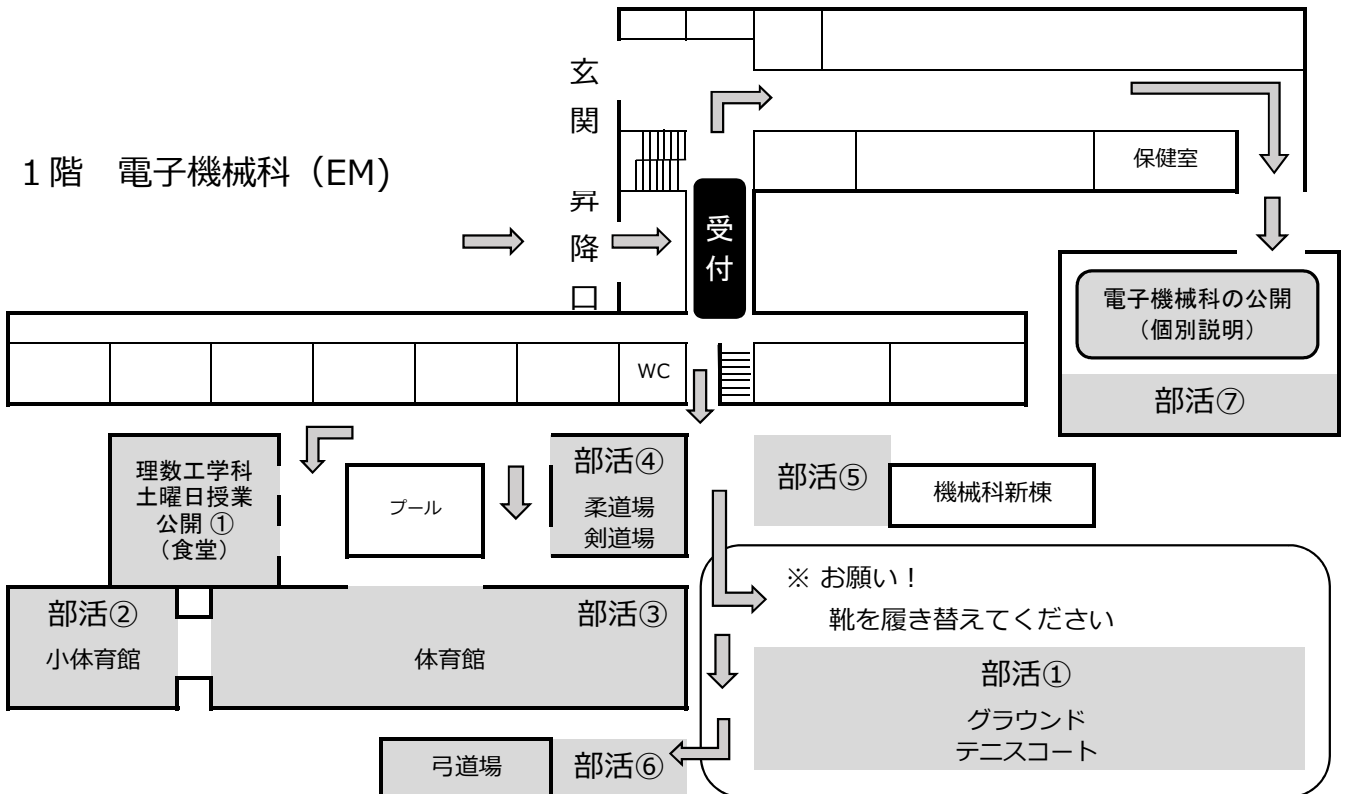 玄関　昇降口
1階　電子機械科（EM)
保健室
受付
電子機械科の公開
（個別説明）
部活⑦
WC
理数工学科
土曜日授業
公開 ①
（食堂）
プール
部活④
柔道場
剣道場
部活⑤
機械科新棟
※ お願い！
靴を履き替えてください
部活②
小体育館
部活③
体育館
部活①
グラウンド
テニスコート
弓道場
部活⑥